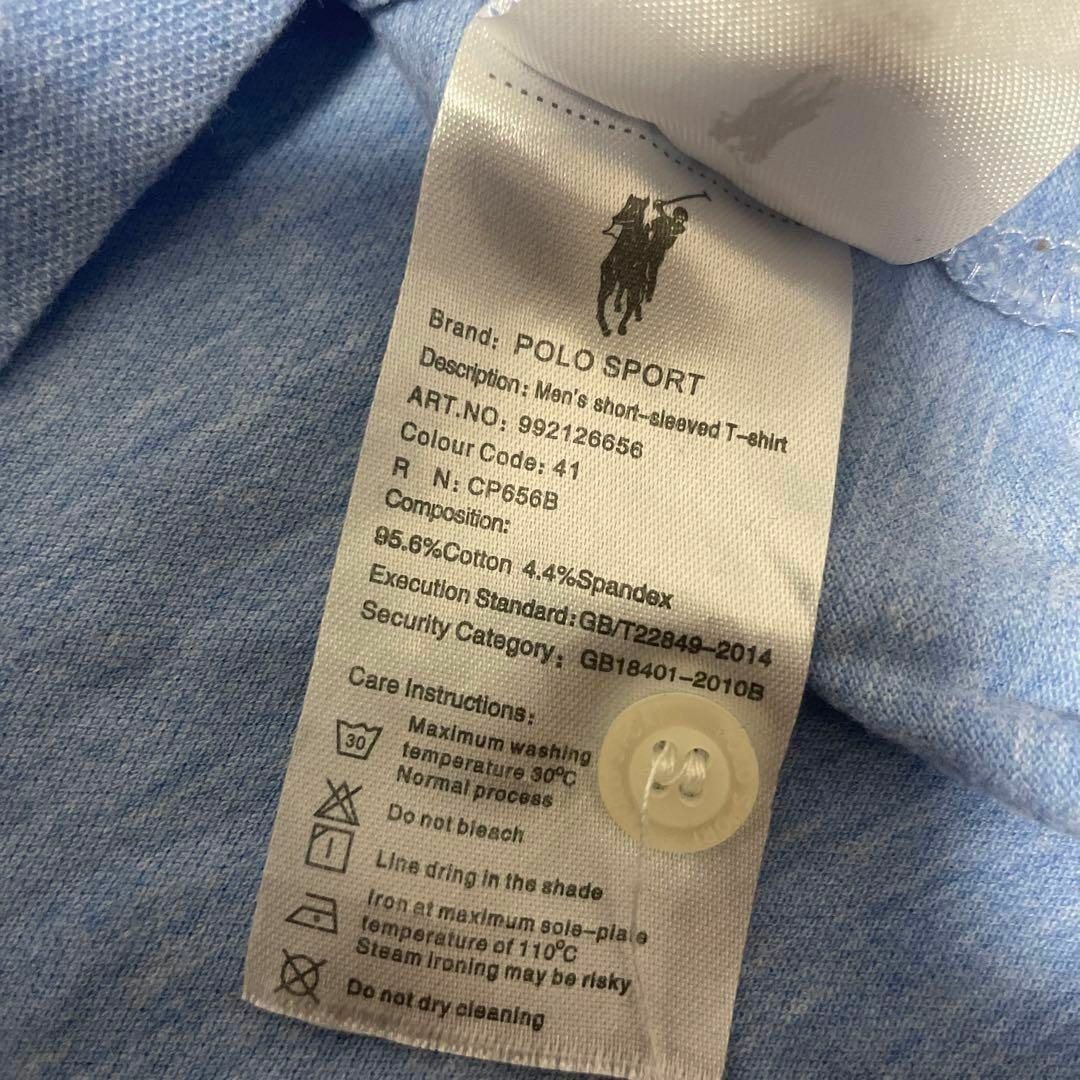 Brand: POLO SPORT
Description: Men's short-sleeved T-shirt
ART.NO: 992126656
Colour Code: 41
R N: CP656B
Composition:
95.6%Cotton 4.4%Spandex
Execution Standard:GB/T22849-2014
Security Category: GB18401-2010B
Care Instructions:
30
Maximum washing
temperature 30ºC
Normal process
Do not bleach
Line dring in the shade
Iron at maximum sole-plate
temperature of 110ºC
Steam ironing may be risky
Do not dry cleaning